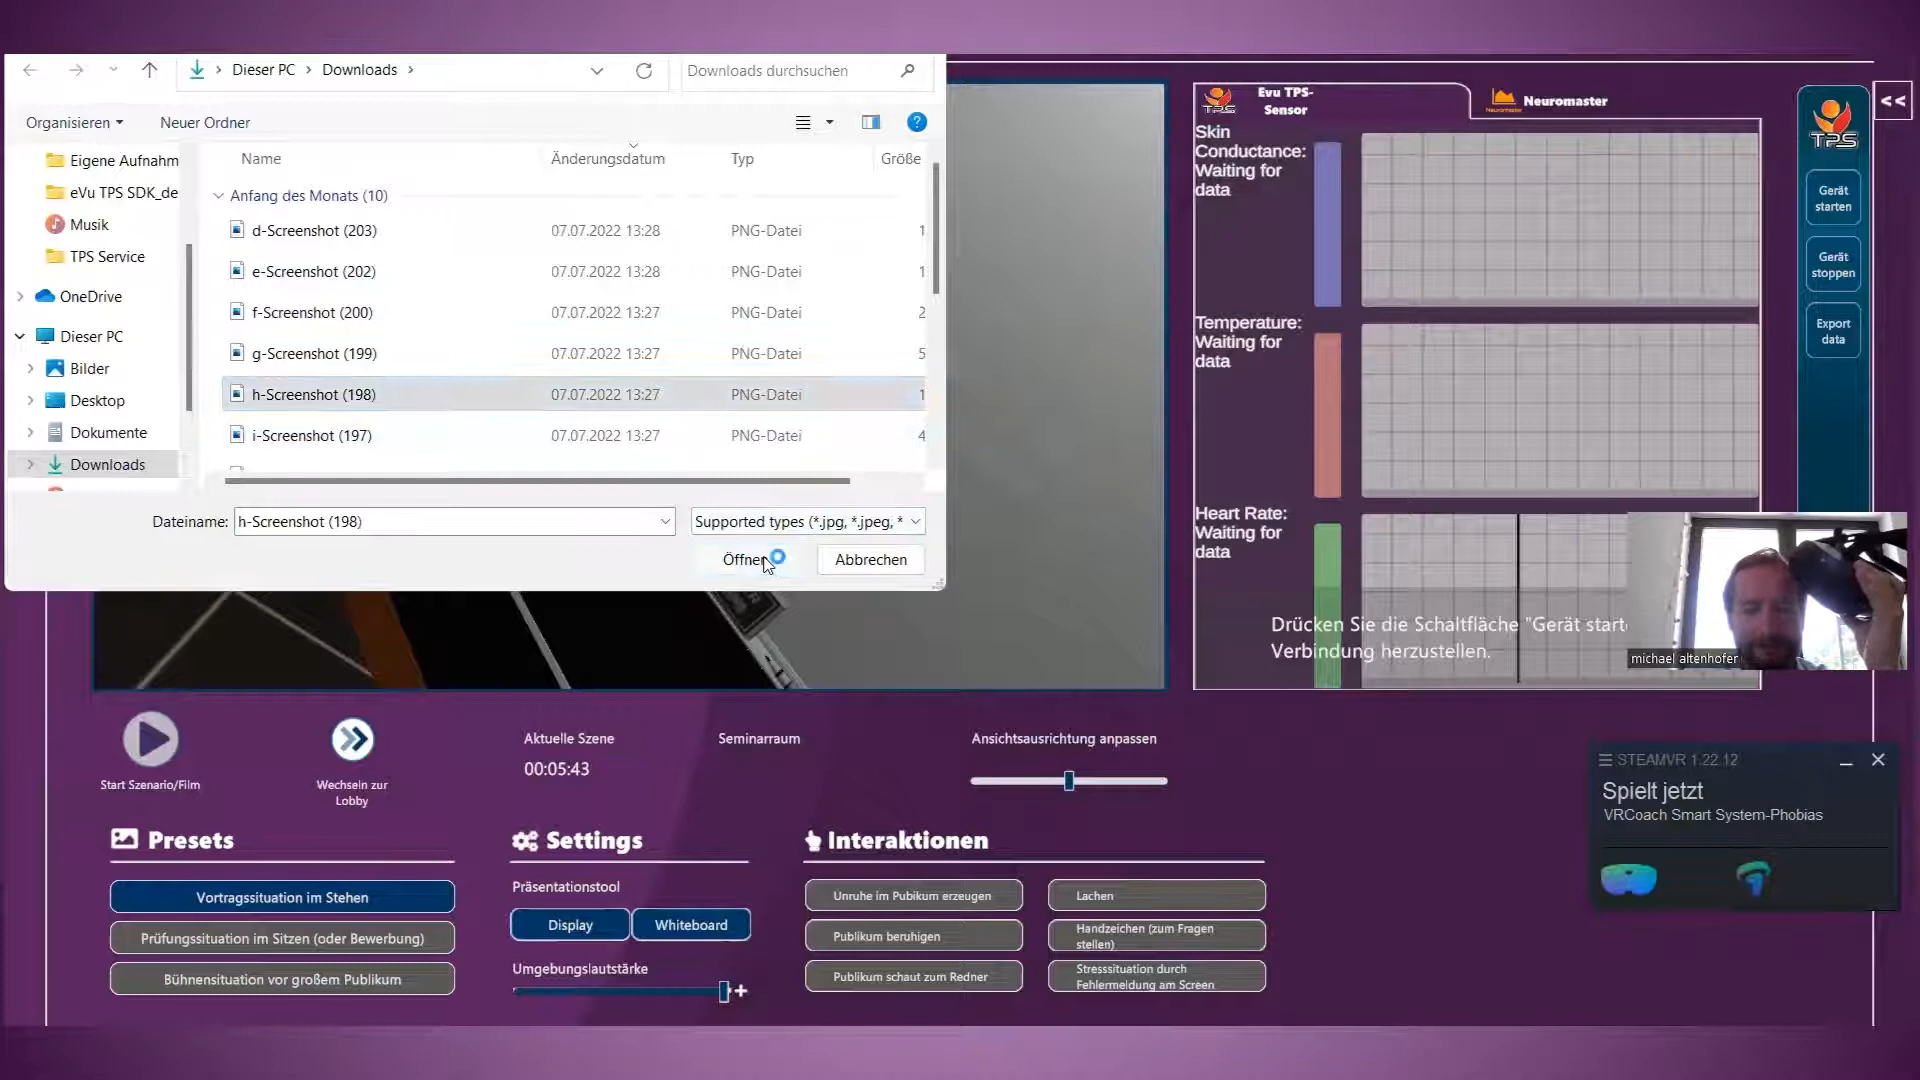 Dieser PC
Downloads
Downloads durchsuchen
Organisieren
Neuer Ordner
Name
Änderungsdatum
Typ
Größe
Eigene Aufnahm
eVu TPS SDK_de
Musik
TPS Service
OneDrive
Dieser PC
Bilder
Desktop
Dokumente
Downloads
Anfang des Monats (10)
d-Screenshot (203) 07.07.2022 13:28 PNG-Datei 1
e-Screenshot (202) 07.07.2022 13:28 PNG-Datei 1
f-Screenshot (200) 07.07.2022 13:27 PNG-Datei 2
g-Screenshot (199) 07.07.2022 13:27 PNG-Datei 5
h-Screenshot (198) 07.07.2022 13:27 PNG-Datei 1
i-Screenshot (197) 07.07.2022 13:27 PNG-Datei 4
Dateiname: h-Screenshot (198)
Supported types (*.jpg, *.jpeg, *
Öffnen
Abbrechen
TPS
Evu TPS-
Sensor
Neuromaster
<<
Skin
Conductance:
Waiting for
data
Temperature:
Waiting for
data
Heart Rate:
Waiting for
data
Drücken Sie die Schaltfläche "Gerät start
Verbindung herzustellen.
TPS
Gerät
starten
Gerät
stoppen
Export
data
michael altenhofer
Start Szenario/Film
Wechseln zur
Lobby
Aktuelle Szene
00:05:43
Seminarraum
Ansichtsausrichtung anpassen
Presets
Vortragssituation im Stehen
Prüfungssituation im Sitzen (oder Bewerbung)
Bühnensituation vor großem Publikum
Settings
Präsentationstool
Display
Whiteboard
Umgebungslautstärke
+
Interaktionen
Unruhe im Pubikum erzeugen
Publikum beruhigen
Publikum schaut zum Redner
Lachen
Handzeichen (zum Fragen
stellen)
Stresssituation durch
Fehlermeldung am Screen
STEAMVR 1.22.12
Spielt jetzt
VRCoach Smart System-Phobias